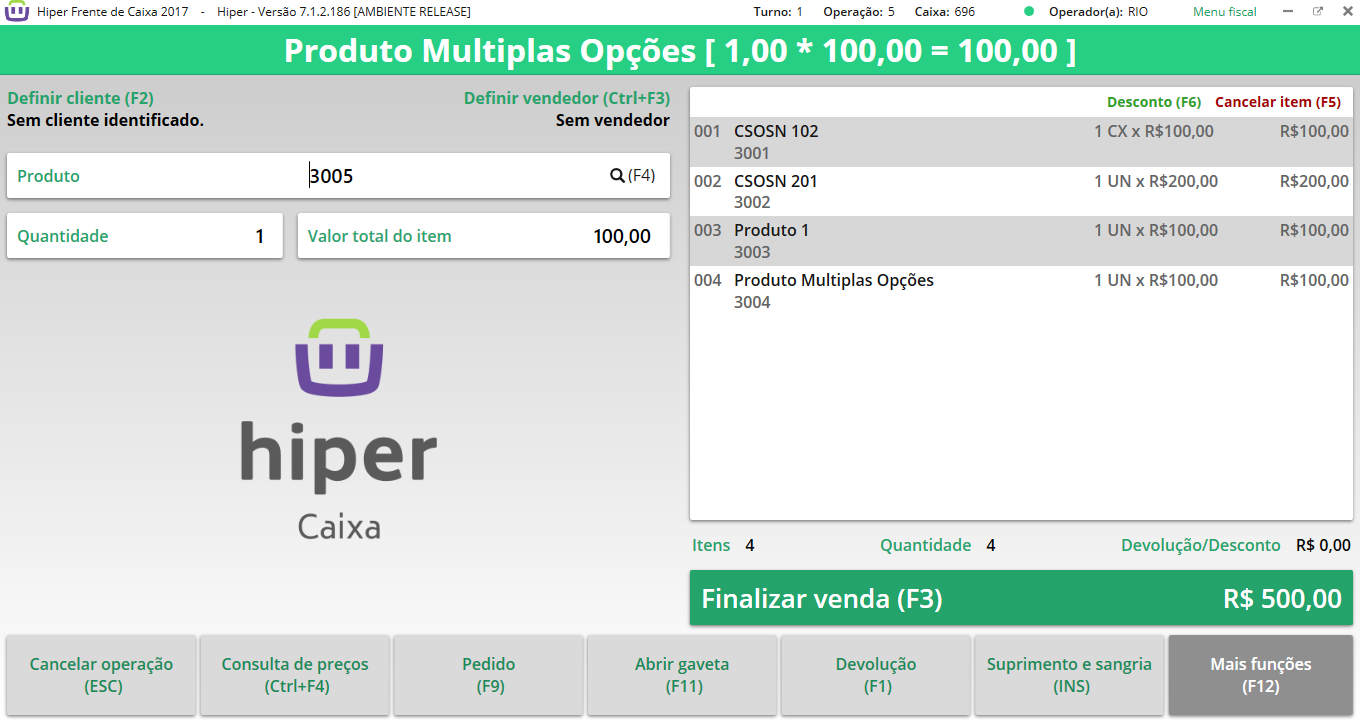 Hiper Frente de Caixa 2017 - Hiper - Versão 7.1.2.186 [AMBIENTE RELEASE] Turno: 1 Operação: 5 Caixa: 696 Operador(a): RIO Menu fiscal
Produto Multiplas Opções [ 1,00 * 100,00 = 100,00 ]
Definir cliente (F2) Definir vendedor (Ctrl+F3)
Sem cliente identificado. Sem vendedor
Produto 3005 (F4)
Quantidade 1 Valor total do item 100,00
hiper
Caixa
Desconto (F6) Cancelar item (F5)
001 CSOSN 102 1 CX x R$100,00 R$100,00
3001
002 CSOSN 201 1 UN x R$200,00 R$200,00
3002
003 Produto 1 1 UN x R$100,00 R$100,00
3003
004 Produto Multiplas Opções 1 UN x R$100,00 R$100,00
3004
Itens 4 Quantidade 4 Devolução/Desconto R$ 0,00
Finalizar venda (F3) R$ 500,00
Cancelar operação (ESC)
Consulta de preços (Ctrl+F4)
Pedido (F9)
Abrir gaveta (F11)
Devolução (F1)
Suprimento e sangria (INS)
Mais funções (F12)